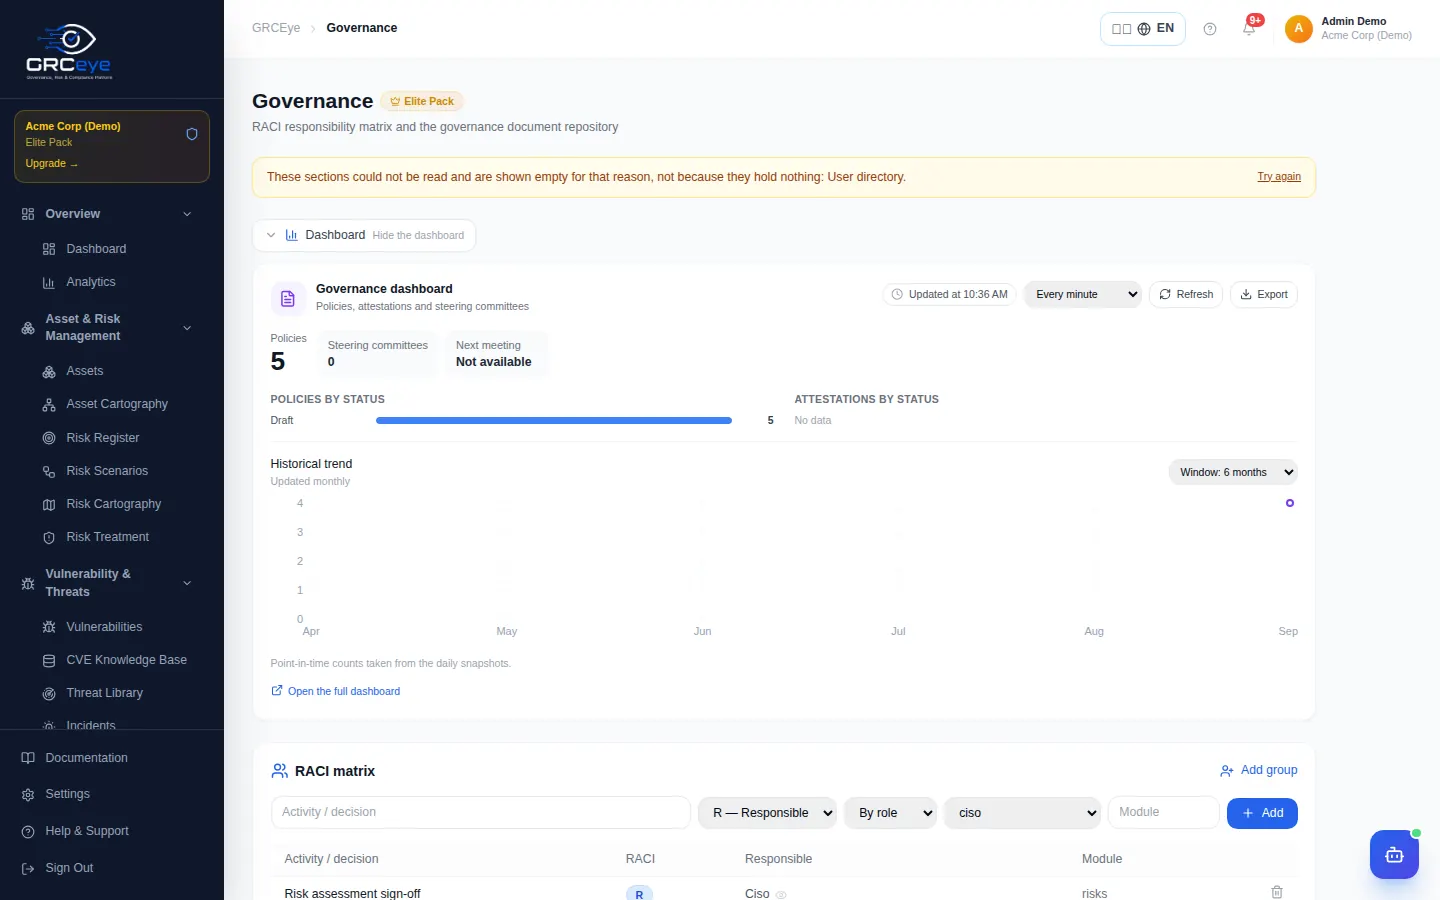 GRCeye
Governance, Risk & Compliance Platform
Acme Corp (Demo)
Elite Pack
Upgrade →
Overview
Dashboard
Analytics
Asset & Risk
Management
Assets
Asset Cartography
Risk Register
Risk Scenarios
Risk Cartography
Risk Treatment
Vulnerability &
Threats
Vulnerabilities
CVE Knowledge Base
Threat Library
Incidents
Documentation
Settings
Help & Support
Sign Out
GRCEye > Governance
EN
9+
A
Admin Demo
Acme Corp (Demo)
Governance Elite Pack
RACI responsibility matrix and the governance document repository
These sections could not be read and are shown empty for that reason, not because they hold nothing: User directory. Try again
Dashboard Hide the dashboard
Governance dashboard
Policies, attestations and steering committees
Updated at 10:36 AM Every minute Refresh Export
Policies
5
Steering committees
0
Next meeting
Not available
POLICIES BY STATUS
Draft 5
ATTESTATIONS BY STATUS
No data
Historical trend
Updated monthly
Window: 6 months
4
3
2
1
0
Apr May Jun Jul Aug Sep
Point-in-time counts taken from the daily snapshots.
Open the full dashboard
RACI matrix
Add group
Activity / decision R — Responsible By role ciso Module Add
Activity / decision RACI Responsible Module
Risk assessment sign-off R Ciso risks